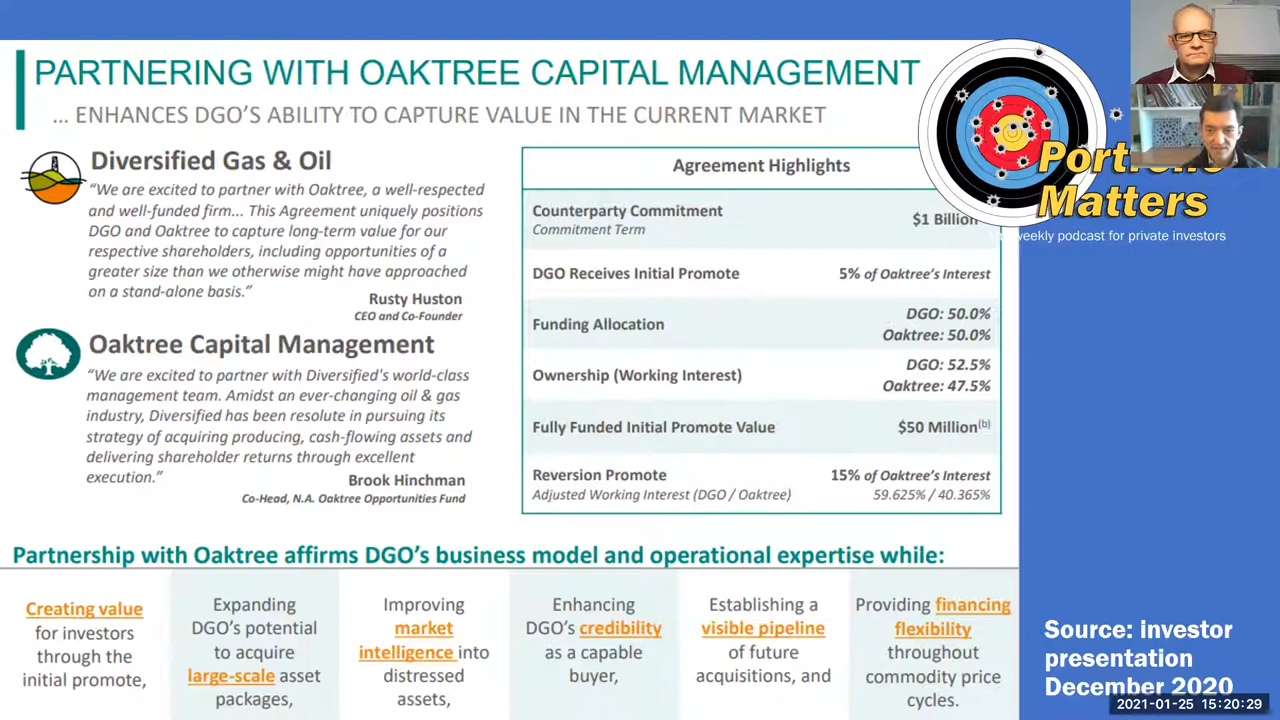 PARTNERING WITH OAKTREE CAPITAL MANAGEMENT
... ENHANCES DGO'S ABILITY TO CAPTURE VALUE IN THE CURRENT MARKET
Diversified Gas & Oil
“We are excited to partner with Oaktree, a well-respected
and well-funded firm... This Agreement uniquely positions
DGO and Oaktree to capture long-term value for our
respective shareholders, including opportunities of a
greater size than we otherwise might have approached
on a stand-alone basis.”
Rusty Huston
CEO and Co-Founder
Oaktree Capital Management
“We are excited to partner with Diversified's world-class
management team. Amidst an ever-changing oil & gas
industry, Diversified has been resolute in pursuing its
strategy of acquiring producing, cash-flowing assets and
delivering shareholder returns through excellent
execution.”
Brook Hinchman
Co-Head, N.A. Oaktree Opportunities Fund
Agreement Highlights
Counterparty Commitment $1 Billion
Commitment Term
DGO Receives Initial Promote 5% of Oaktree's Interest
Funding Allocation DGO: 50.0%
Oaktree: 50.0%
Ownership (Working Interest) DGO: 52.5%
Oaktree: 47.5%
Fully Funded Initial Promote Value $50 Million(b)
Reversion Promote 15% of Oaktree's Interest
Adjusted Working Interest (DGO / Oaktree) 59.625% / 40.365%
Partnership with Oaktree affirms DGO's business model and operational expertise while:
Creating value
for investors
through the
initial promote,
Expanding
DGO's potential
to acquire
large-scale asset
packages,
Improving
market
intelligence into
distressed
assets,
Enhancing
DGO's credibility
as a capable
buyer,
Establishing a
visible pipeline
of future
acquisitions, and
Providing financing
flexibility
throughout
commodity price
cycles.
Matters
weekly podcast for private investors
Source: investor
presentation
December 2020
2021-01-25 15:20:29